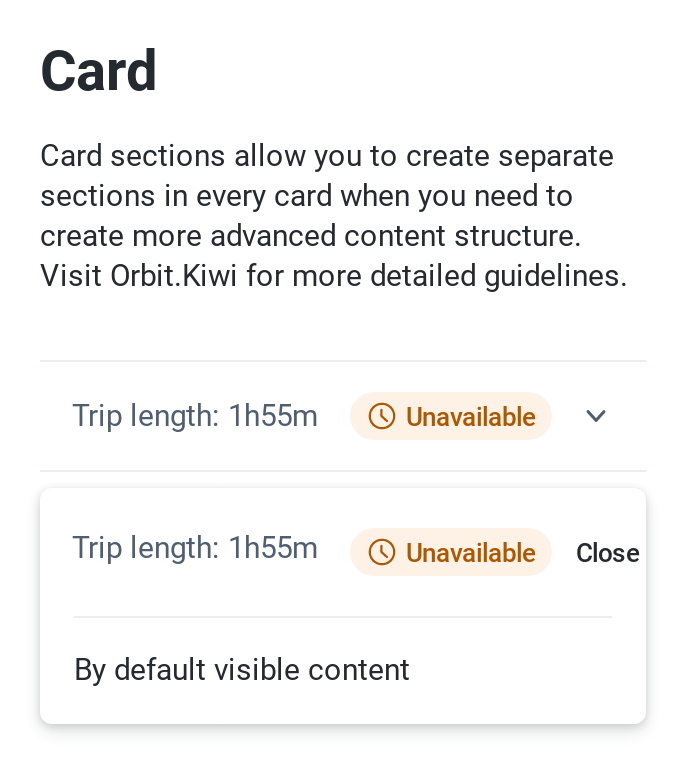 Card
Card sections allow you to create separate
sections in every card when you need to
create more advanced content structure.
Visit Orbit.Kiwi for more detailed guidelines.
Trip length: 1h55m Unavailable
Trip length: 1h55m Unavailable Close
By default visible content